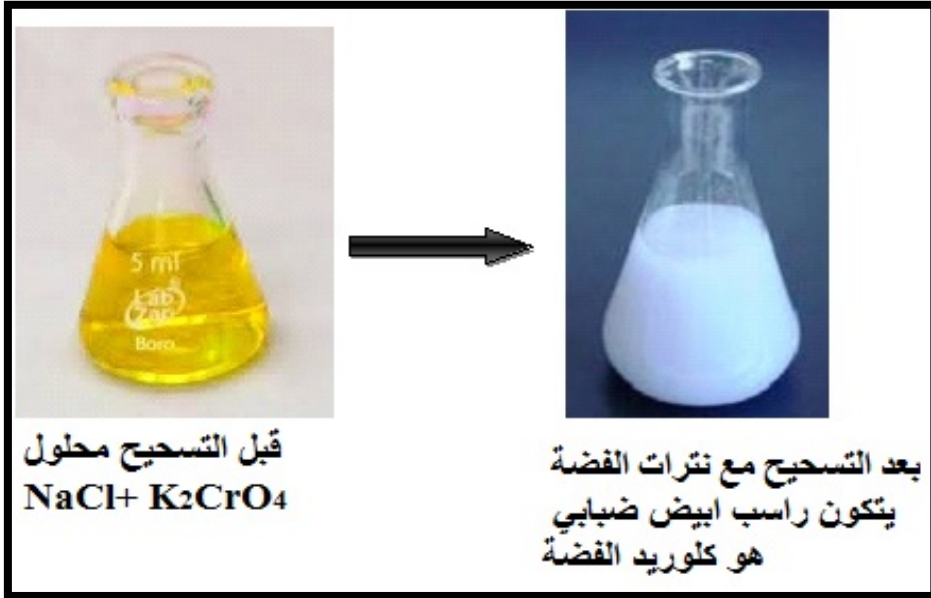 5 ml
Lab
Boro
قبل التسحيح محلول
NaCl+ K2CrO4
بعد التسحيح مع نترات الفضة
يتكون راسب ابيض ضبابي
هو كلوريد الفضة